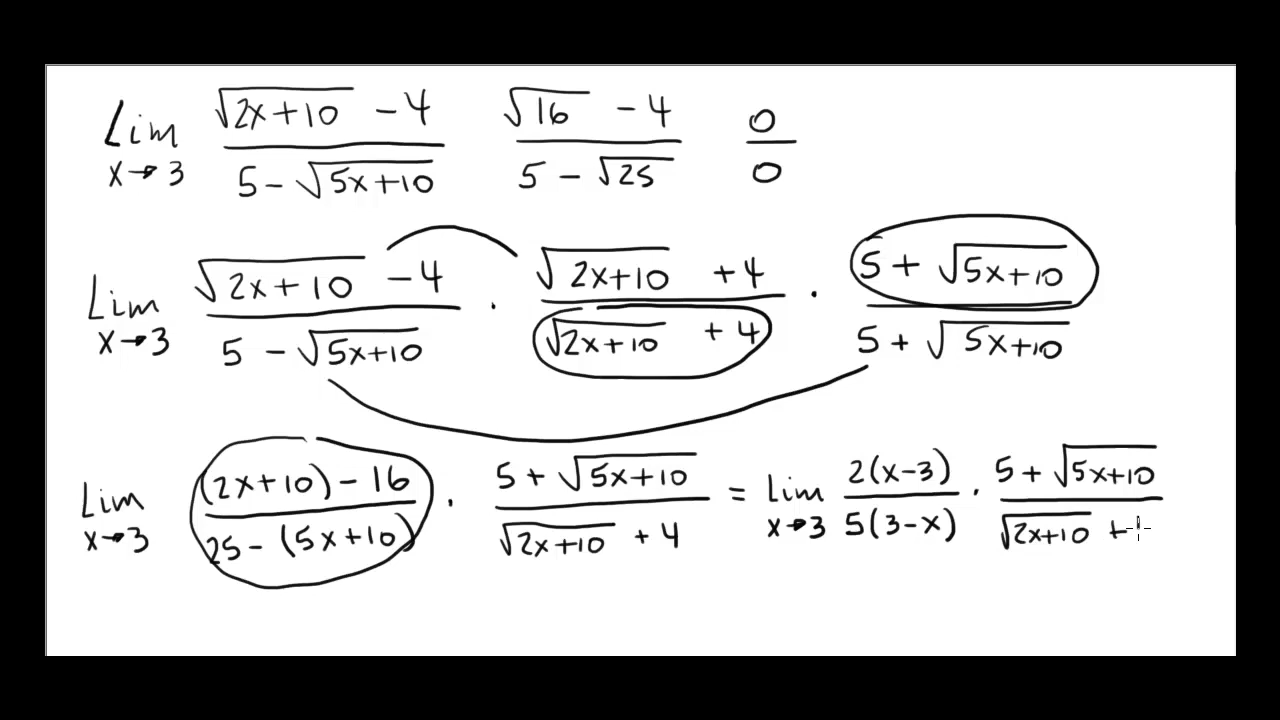 Lim x→3 (√(2x+10) - 4)/(5 - √(5x+10)) (√16 - 4)/(5 - √25) 0/0
Lim x→3 (√(2x+10) - 4)/(5 - √(5x+10)) · (√(2x+10) + 4)/(√(2x+10) + 4) · (5 + √(5x+10))/(5 + √(5x+10))
Lim x→3 ((2x+10) - 16)/(25 - (5x+10)) · (5 + √(5x+10))/(√(2x+10) + 4) = Lim x→3 2(x-3)/5(3-x) · (5 + √(5x+10))/(√(2x+10) +